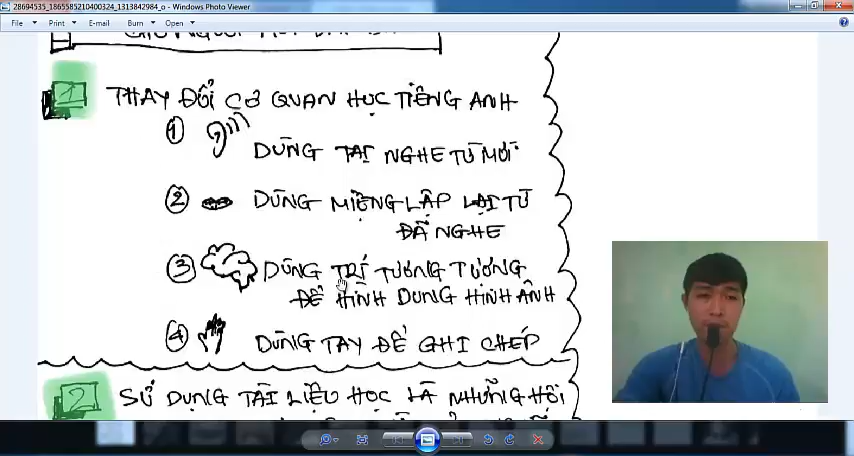 28694535_1865585210400324_1313842984_o - Windows Photo Viewer
File Print E-mail Burn Open
1 THAY ĐỔI CƠ QUAN HỌC TIẾNG ANH
1 DÙNG TAI NGHE TỪ MỚI
2 DÙNG MIỆNG LẬP LẠI TỪ
ĐÃ NGHE
3 DÙNG TRÍ TƯỞNG TƯỢNG
ĐỂ HÌNH DUNG HÌNH ẢNH
4 DÙNG TAY ĐỂ GHI CHÉP
2 SỬ DỤNG TÀI LIỆU HỌC LÀ NHỮNG HỘI